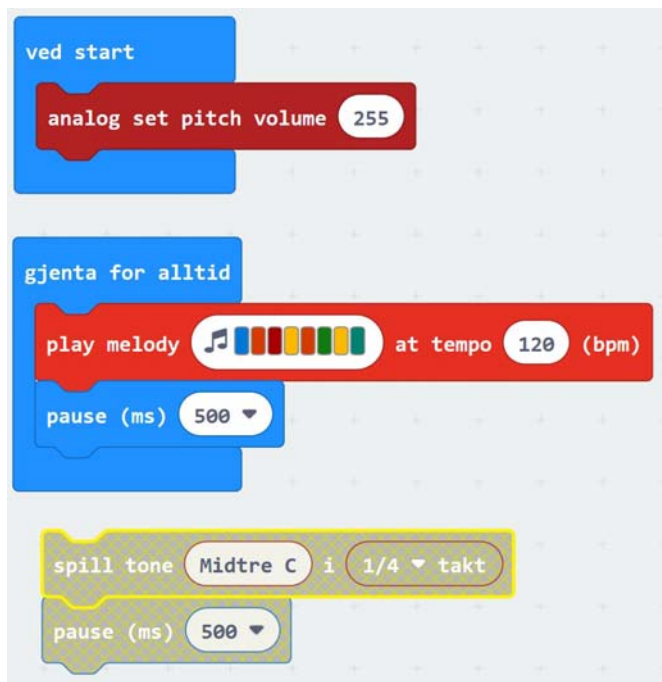 ved start
analog set pitch volume 255
gjenta for alltid
play melody at tempo 120 (bpm)
pause (ms) 500
spill tone Midtre C i 1/4 takt
pause (ms) 500